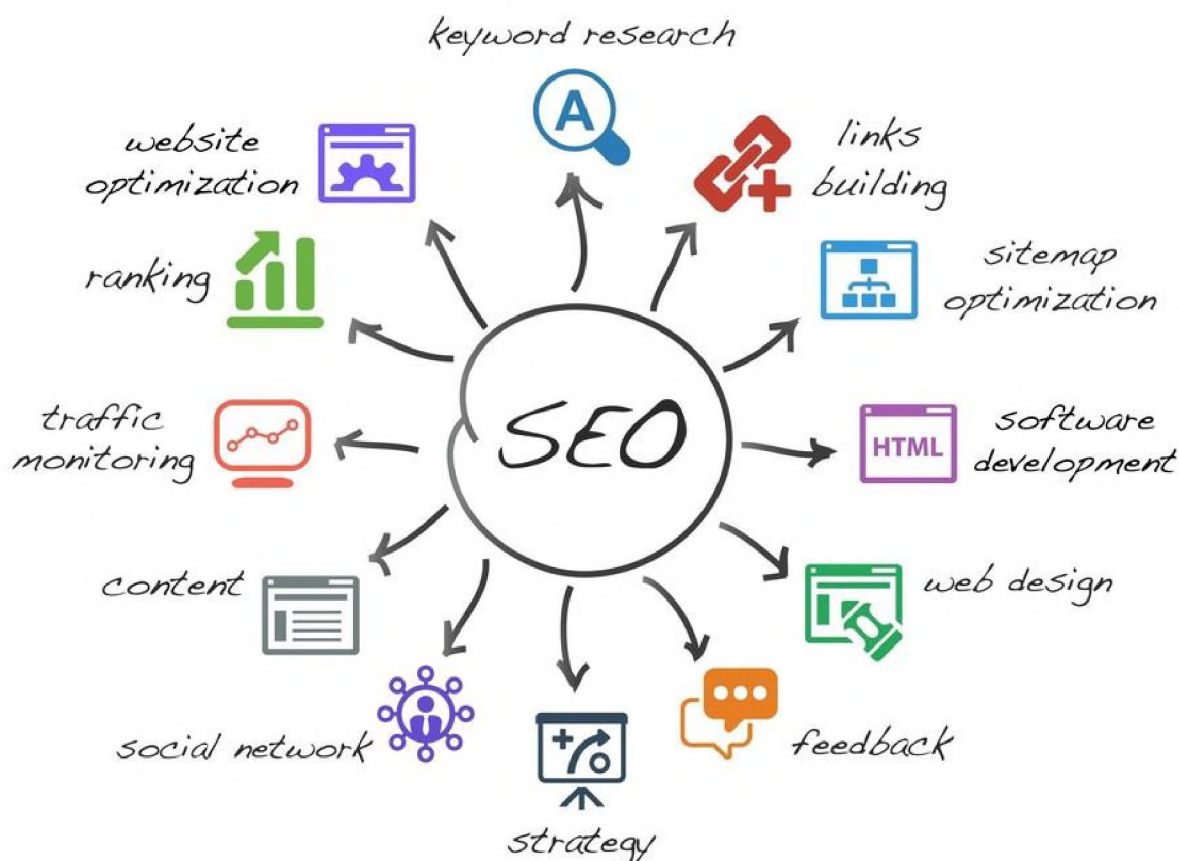 keyword research
A
links
building
sitemap
optimization
HTML
software
development
web design
feedback
strategy
social network
content
traffic
monitoring
ranking
website
optimization
SEO